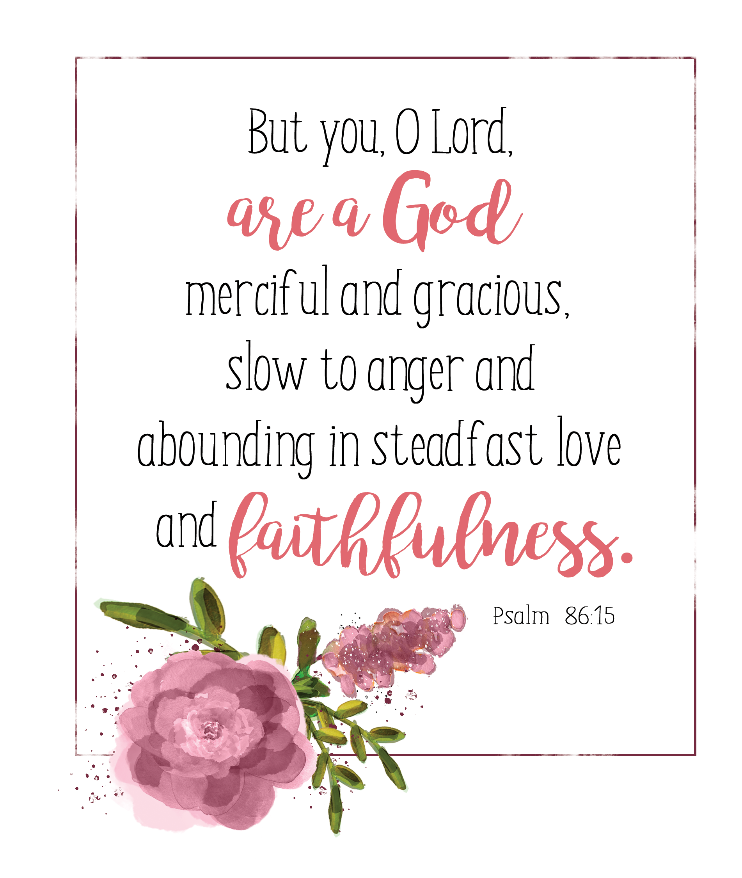 But you, O Lord,
are a God
merciful and gracious,
slow to anger and
abounding in steadfast love
and faithfulness.
Psalm 86:15